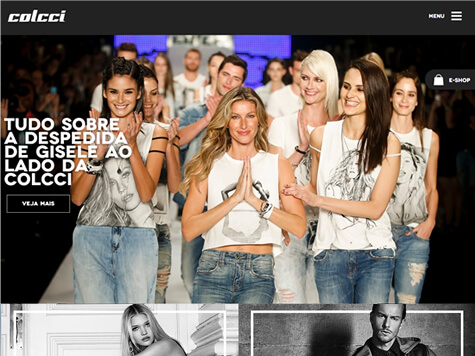 colcci
MENU
E-SHOP
TUDO SOBRE
A DESPEDIDA
DE GISELE AO
LADO DA
COLCCI
VEJA MAIS